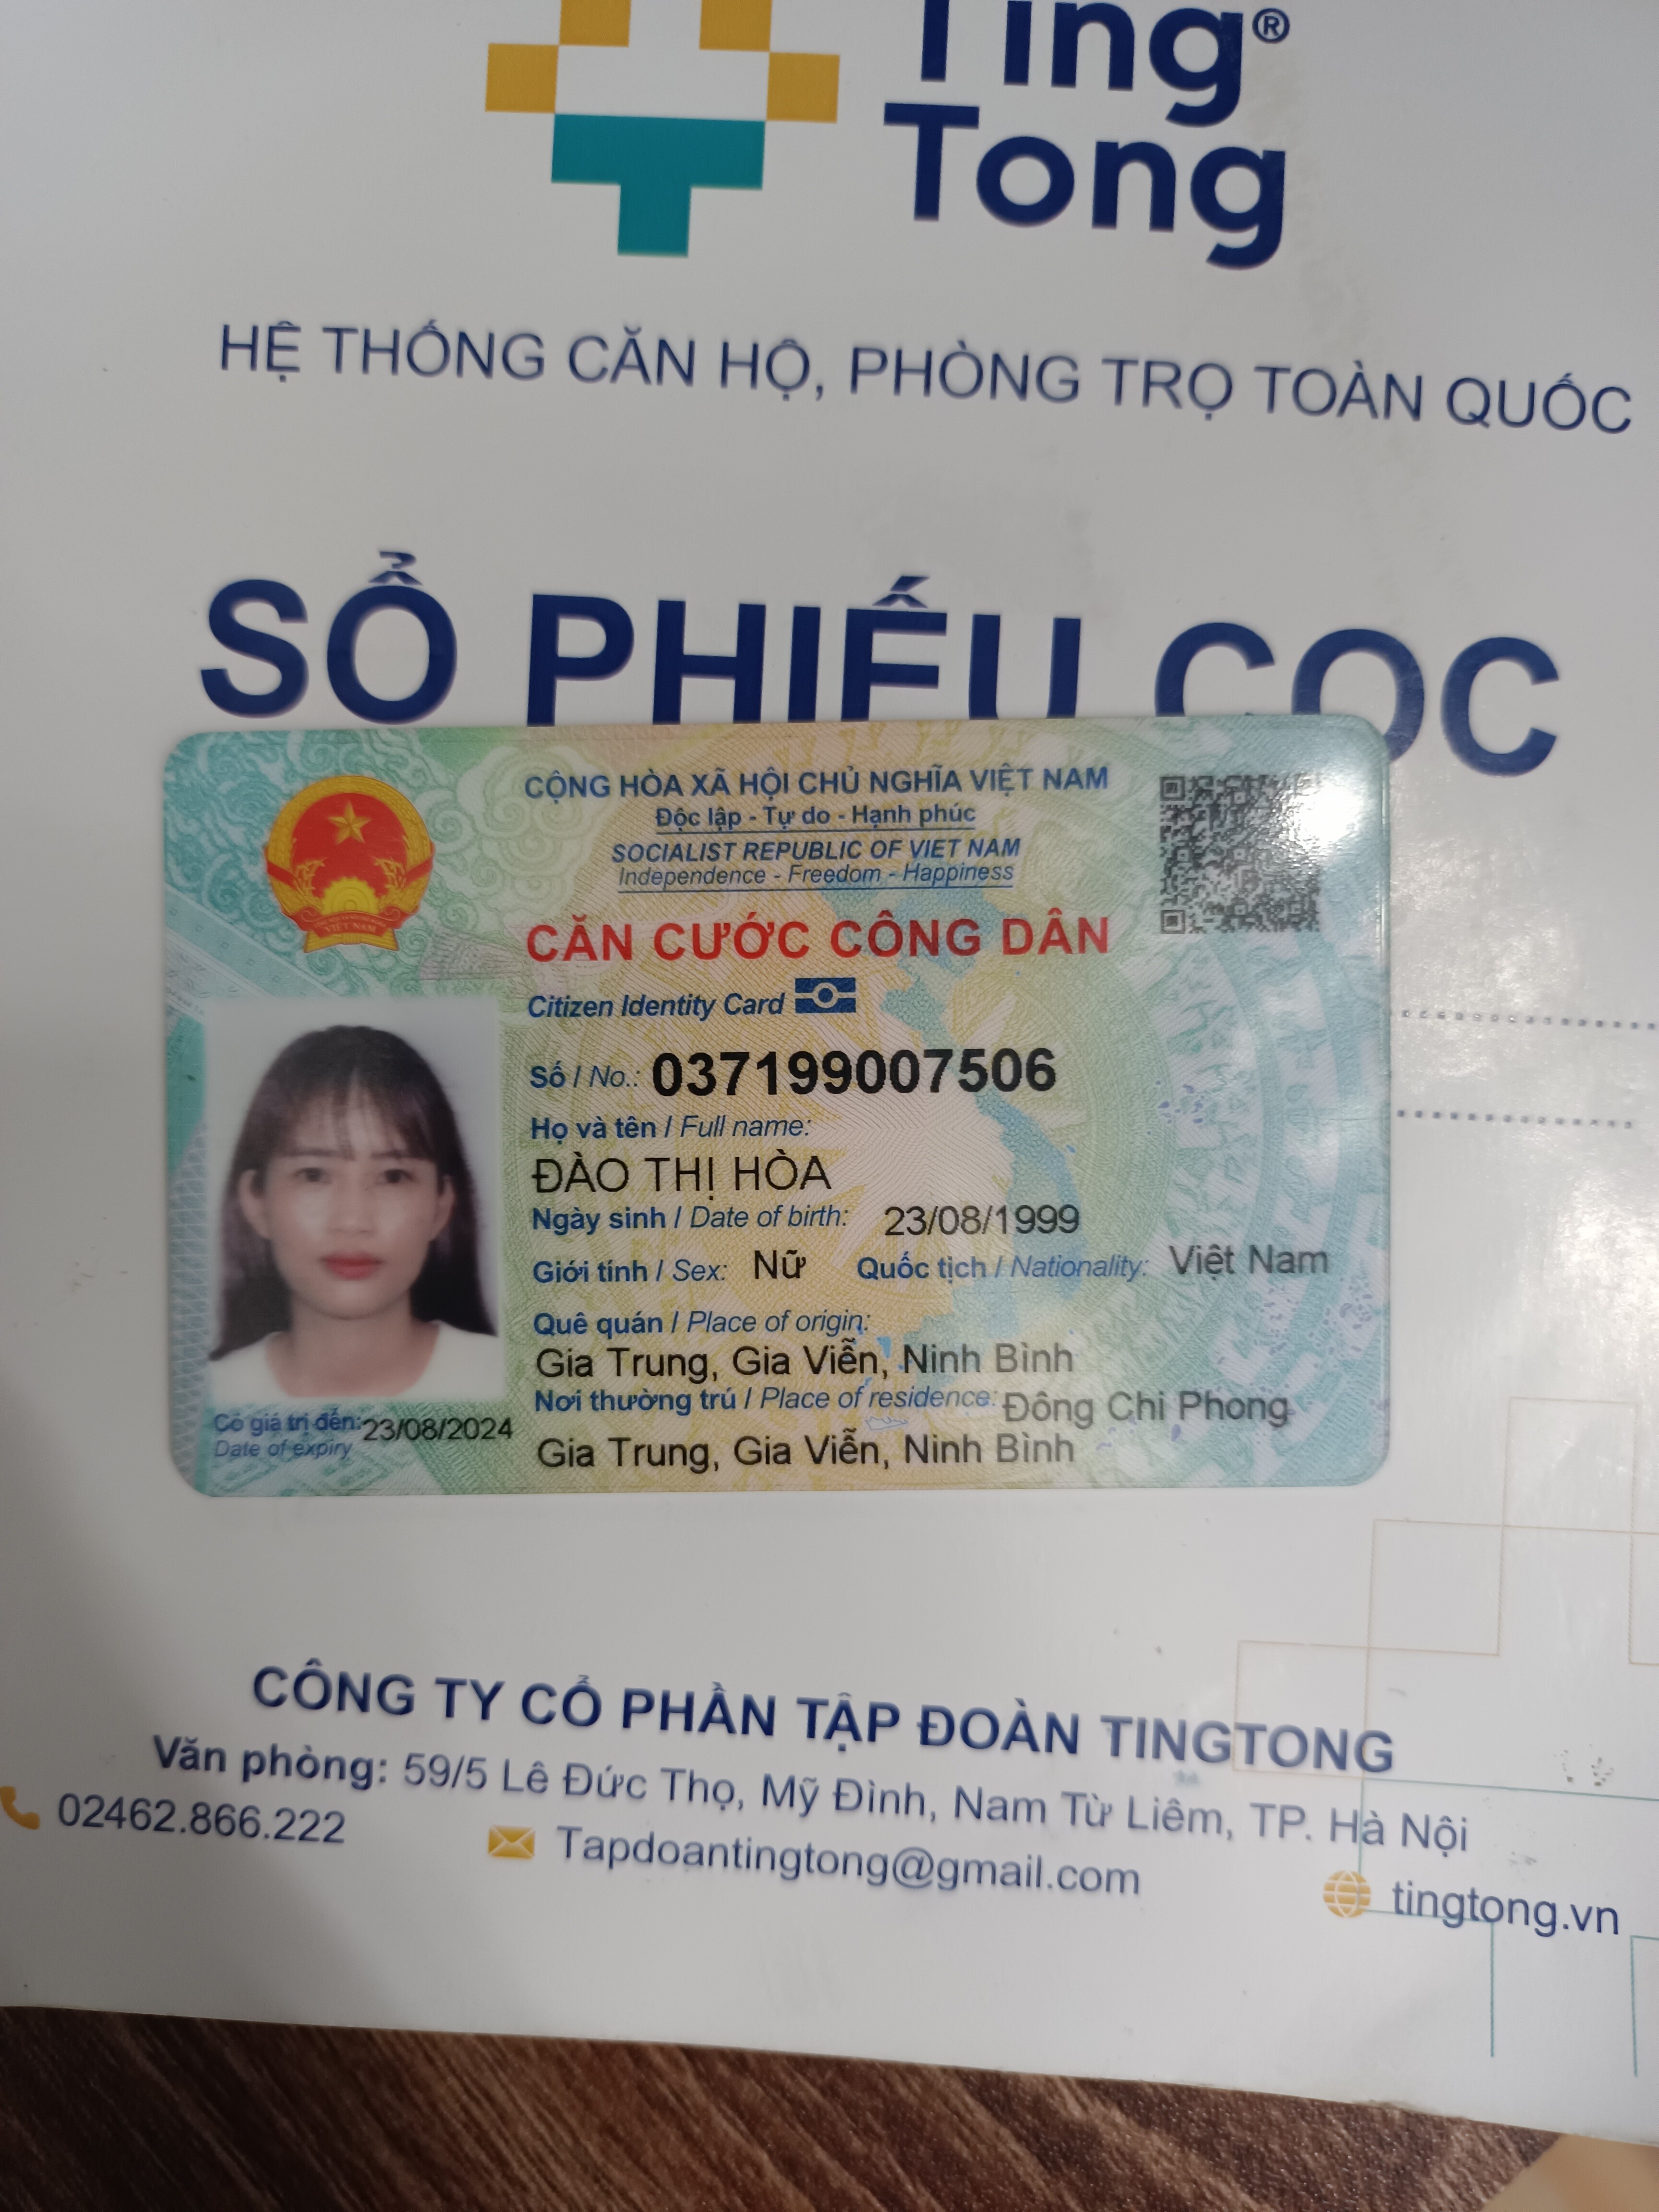 Ting®
Tong
HỆ THỐNG CĂN HỘ, PHÒNG TRỌ TOÀN QUỐC
SỔ PHIẾU CỌC
CỘNG HÒA XÃ HỘI CHỦ NGHĨA VIỆT NAM
Độc lập - Tự do - Hạnh phúc
SOCIALIST REPUBLIC OF VIET NAM
Independence - Freedom - Happiness
CĂN CƯỚC CÔNG DÂN
Citizen Identity Card
VIỆT NAM
Số / No.: 037199007506
Họ và tên / Full name:
ĐÀO THỊ HÒA
Ngày sinh / Date of birth: 23/08/1999
Giới tính / Sex: Nữ Quốc tịch / Nationality: Việt Nam
Quê quán / Place of origin:
Gia Trung, Gia Viễn, Ninh Bình
Nơi thường trú / Place of residence: Đông Chi Phong
Gia Trung, Gia Viễn, Ninh Bình
Có giá trị đến: 23/08/2024
Date of expiry
CÔNG TY CỔ PHẦN TẬP ĐOÀN TINGTONG
Văn phòng: 59/5 Lê Đức Thọ, Mỹ Đình, Nam Từ Liêm, TP. Hà Nội
02462.866.222 Tapdoantingtong@gmail.com tingtong.vn